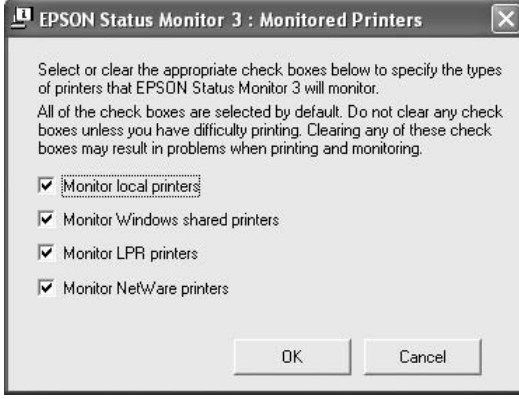 EPSON Status Monitor 3 : Monitored Printers
Select or clear the appropriate check boxes below to specify the types
of printers that EPSON Status Monitor 3 will monitor.
All of the check boxes are selected by default. Do not clear any check
boxes unless you have difficulty printing. Clearing any of these check
boxes may result in problems when printing and monitoring.
Monitor local printers
Monitor Windows shared printers
Monitor LPR printers
Monitor NetWare printers
OK
Cancel